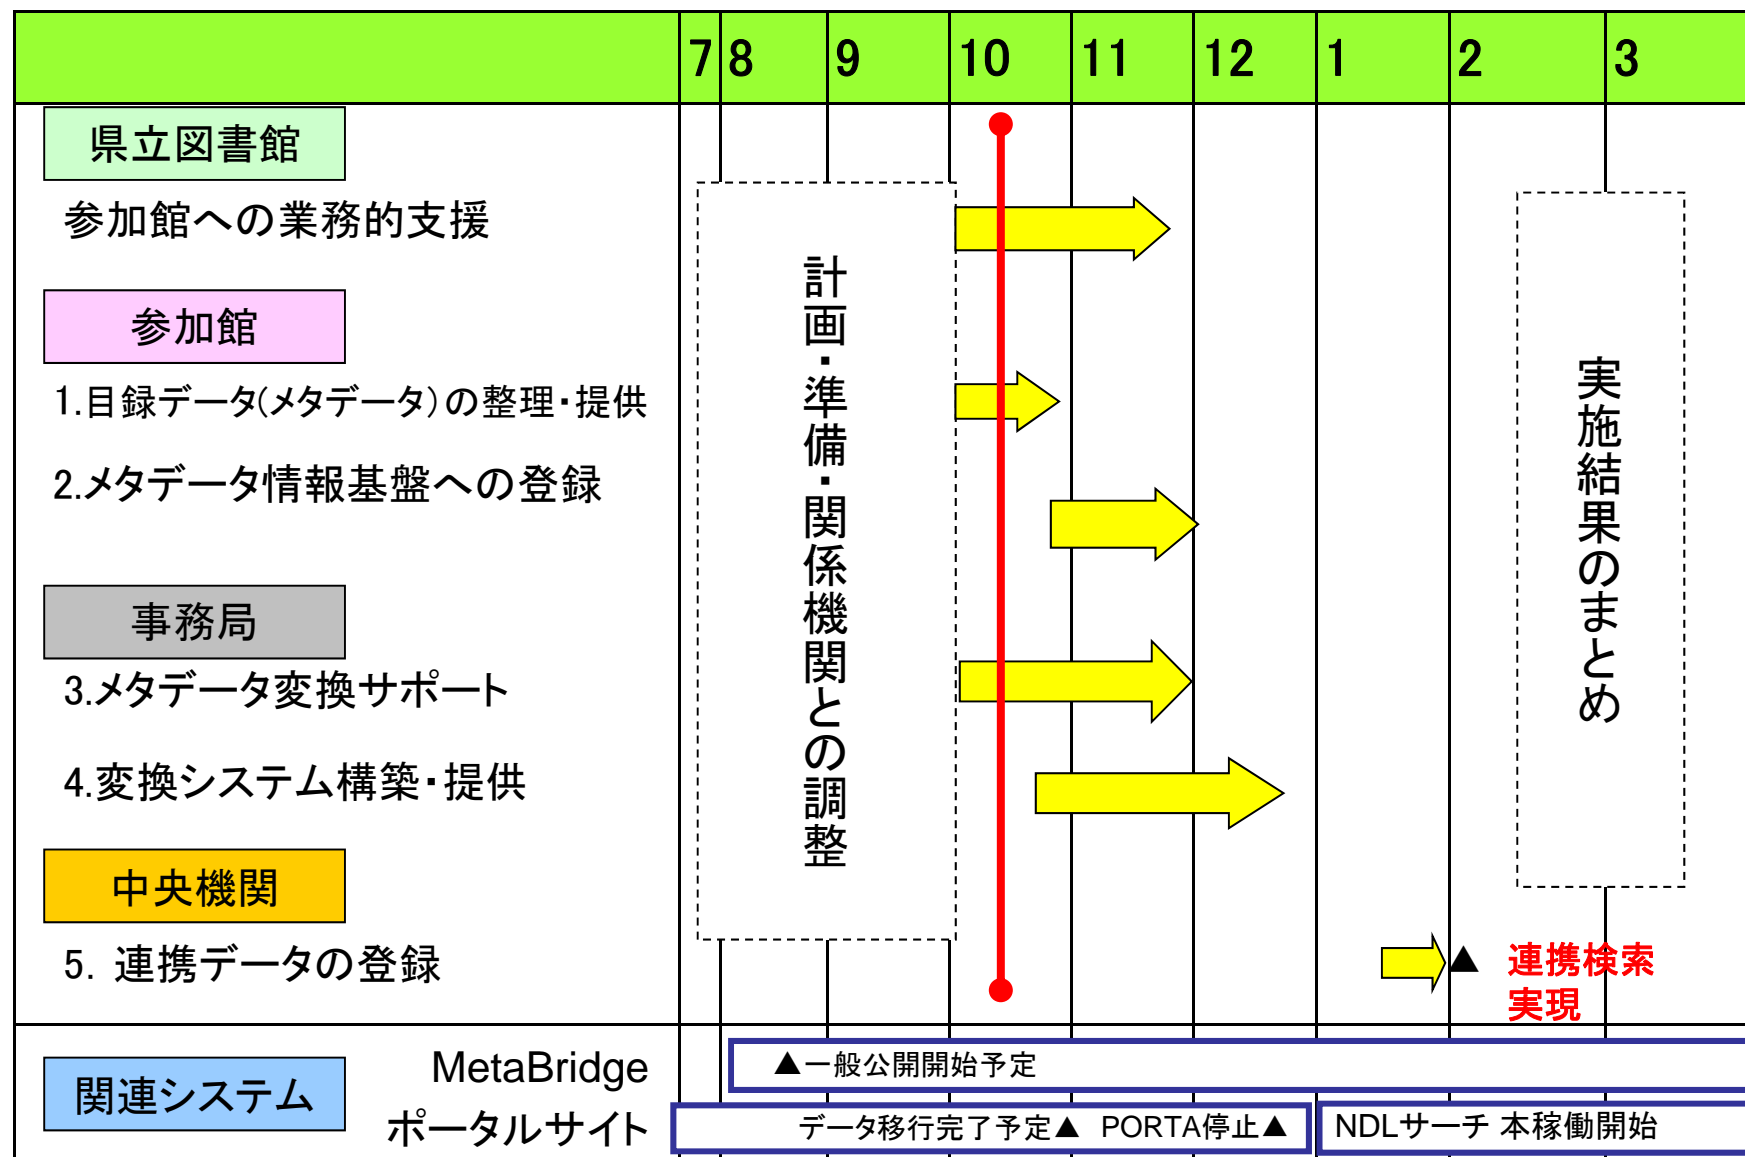 7 8 9 10 11 12 1 2 3
県立図書館
参加館への業務的支援
参加館
1.目録データ(メタデータ)の整理・提供
2.メタデータ情報基盤への登録
事務局
3.メタデータ変換サポート
4.変換システム構築・提供
中央機関
5. 連携データの登録
計画・準備・関係機関との調整
実施結果のまとめ
▲ 連携検索
実現
関連システム
MetaBridge
▲一般公開開始予定
ポータルサイト
データ移行完了予定▲ PORTA停止▲
NDLサーチ 本稼働開始